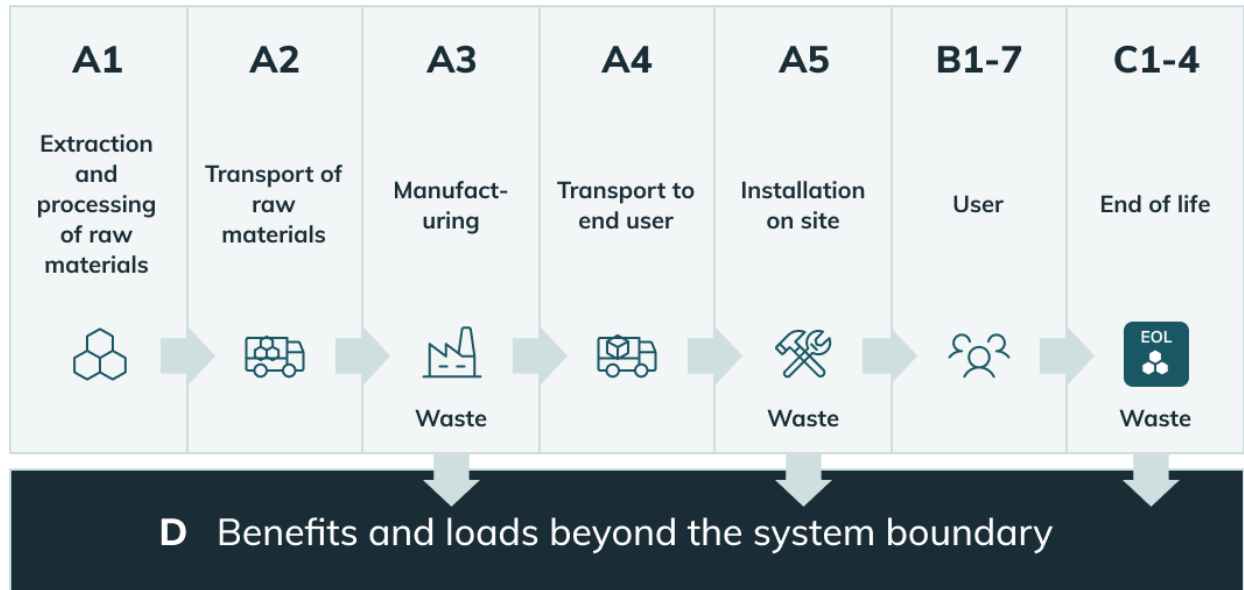 A1
Extraction
and
processing
of raw
materials
A2
Transport of
raw
materials
A3
Manufact-
uring
Waste
A4
Transport to
end user
A5
Installation
on site
Waste
B1-7
User
C1-4
End of life
EOL
Waste
D Benefits and loads beyond the system boundary